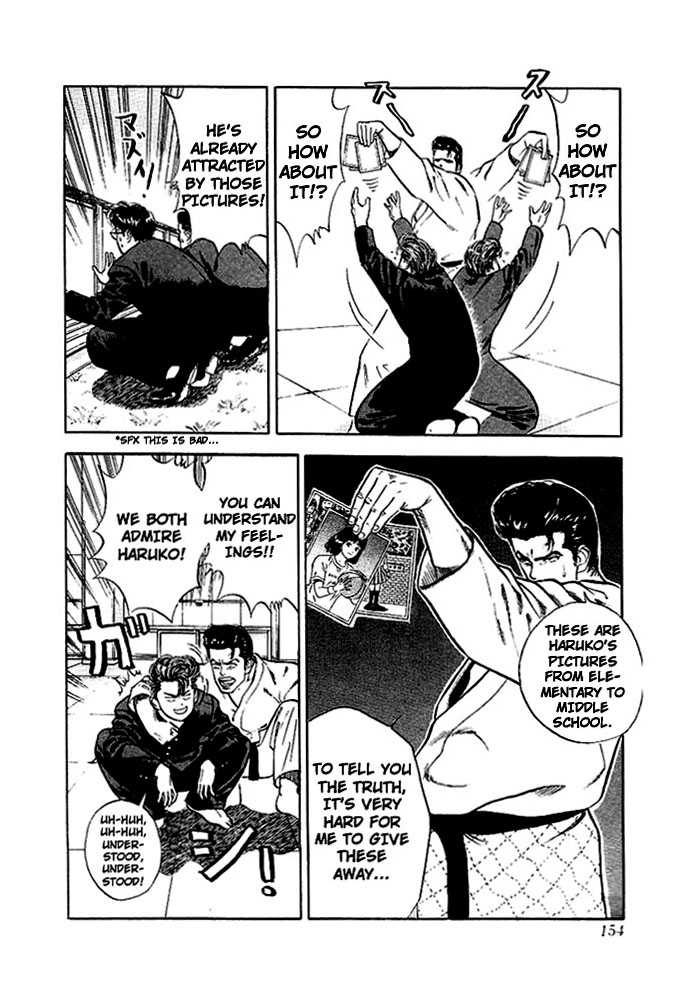 スーッ
スーッ
SO
HOW
ABOUT
IT!?
SO
HOW
ABOUT
IT!?
HE'S
ALREADY
ATTRACTED
BY THOSE
PICTURES!
マズイ!
*SFX THIS IS BAD...
THESE ARE
HARUKO'S
PICTURES
FROM ELE-
MENTARY TO
MIDDLE
SCHOOL.
TO TELL YOU
THE TRUTH,
IT'S VERY
HARD FOR
ME TO GIVE
THESE
AWAY...
YOU CAN
UNDERSTAND
MY FEEL-
INGS!!
WE BOTH
ADMIRE
HARUKO!
ガシ!
UH-HUH,
UH-HUH,
UNDER-
STOOD,
UNDER-
STOOD!
154